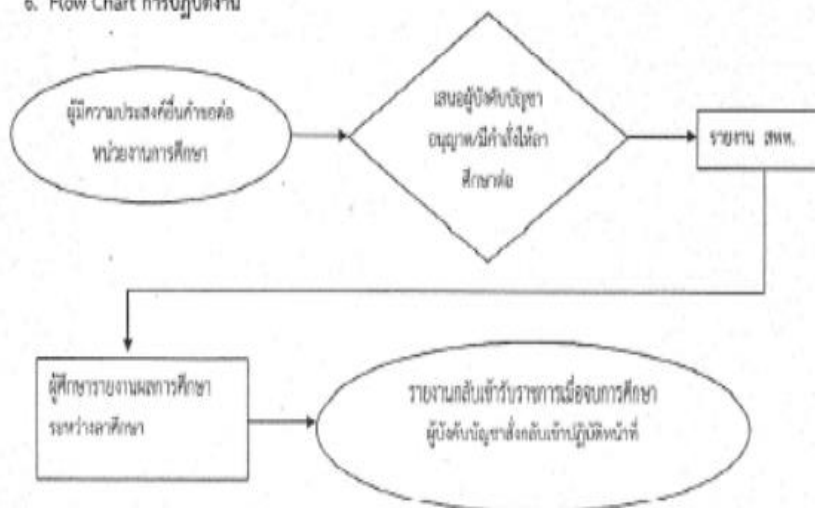 6. Flow Chart การปฏิบัติงาน
ผู้มีความประสงค์ยื่นคำขอต่อ
หน่วยงานการศึกษา
เสนอผู้บังคับบัญชา
อนุญาต/มีคำสั่งให้ลา
ศึกษาต่อ
รายงาน สพท.
ผู้ศึกษารายงานผลการศึกษา
ระหว่างลาศึกษา
รายงานกลับเข้ารับราชการเมื่อจบการศึกษา
ผู้บังคับบัญชาสั่งกลับเข้าปฏิบัติหน้าที่